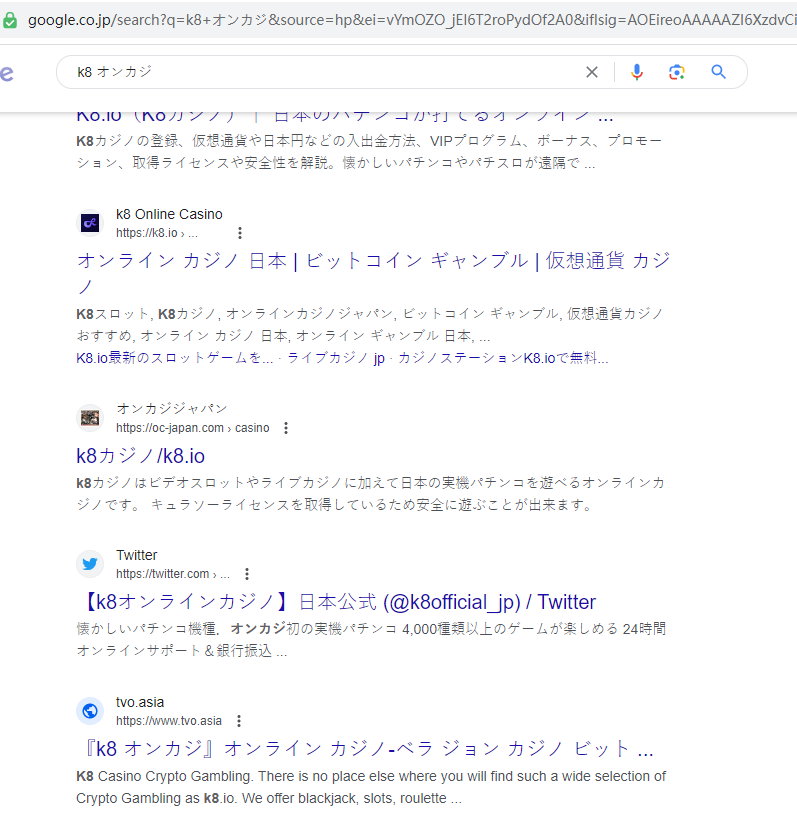 google.co.jp/search?q=k8+オンカジ&source=hp&ei=vYmOZO_jEI6T2roPydOf2A0&iflsig=AOEireoAAAAAZI6XzdvCi
e
k8 オンカジ
K8.io（K8カジノ）｜ 日本のパチンコが打てるオンライン ...
K8カジノの登録、仮想通貨や日本円などの入出金方法、VIPプログラム、ボーナス、プロモー
ション、取得ライセンスや安全性を解説。懐かしいパチンコやパチスロが遠隔で ...
k8 Online Casino
https://k8.io › ...
オンライン カジノ 日本 | ビットコイン ギャンブル | 仮想通貨 カジ
ノ
K8スロット, K8カジノ, オンラインカジノジャパン, ビットコイン ギャンブル, 仮想通貨カジノ
おすすめ, オンライン カジノ 日本, オンライン ギャンブル 日本, ...
K8.io最新のスロットゲームを... · ライブカジノ jp · カジノステーションK8.ioで無料...
オンカジジャパン
https://oc-japan.com › casino
k8カジノ/k8.io
k8カジノはビデオスロットやライブカジノに加えて日本の実機パチンコを遊べるオンラインカ
ジノです。 キュラソーライセンスを取得しているため安全に遊ぶことが出来ます。
Twitter
https://twitter.com › ...
【k8オンラインカジノ】日本公式 (@k8official_jp) / Twitter
懐かしいパチンコ機種，オンカジ初の実機パチンコ 4,000種類以上のゲームが楽しめる 24時間
オンラインサポート＆銀行振込 ...
tvo.asia
https://www.tvo.asia
『k8 オンカジ』オンライン カジノ-ベラ ジョン カジノ ビット ...
K8 Casino Crypto Gambling. There is no place else where you will find such a wide selection of
Crypto Gambling as k8.io. We offer blackjack, slots, roulette ...